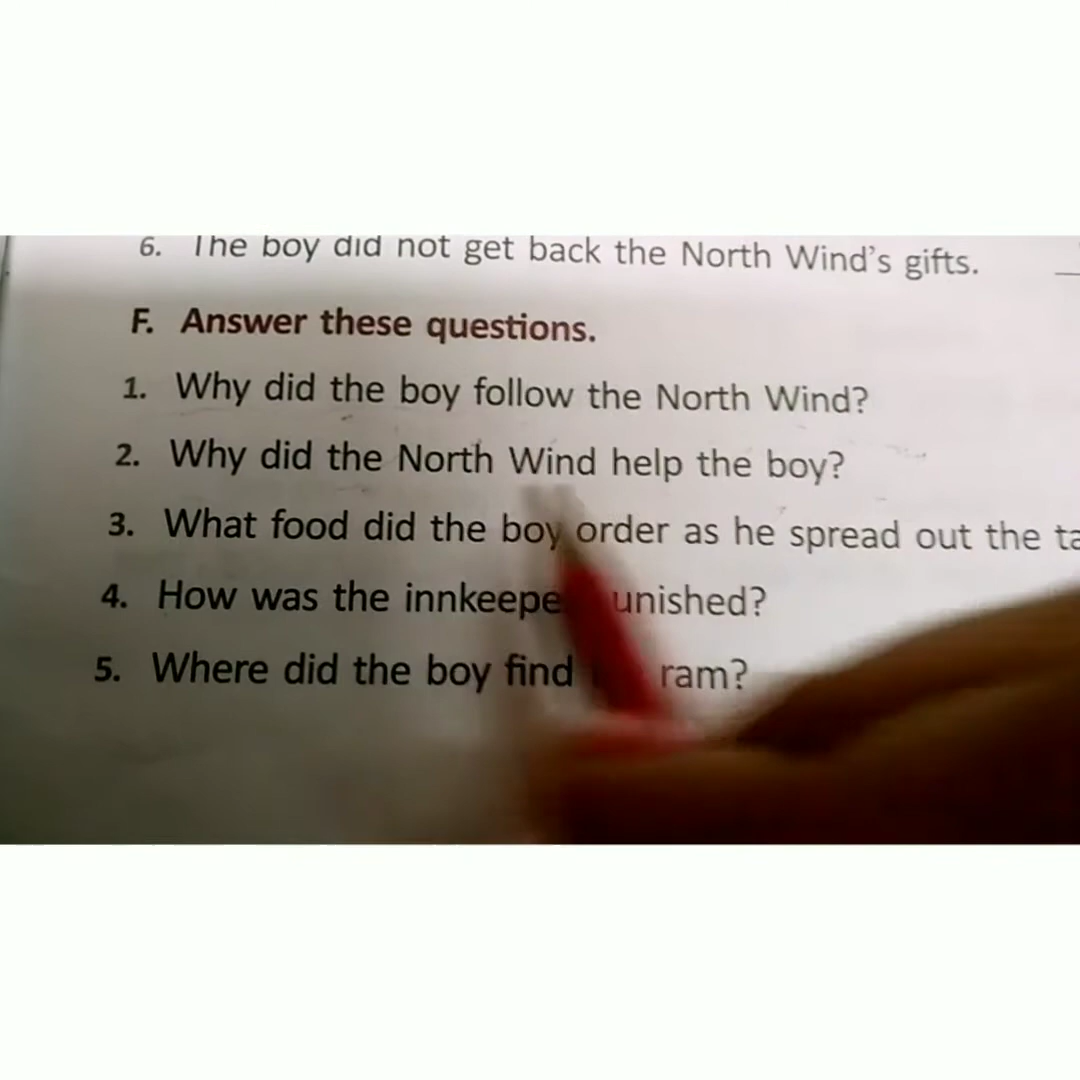 6. The boy did not get back the North Wind's gifts.
F. Answer these questions.
1. Why did the boy follow the North Wind?
2. Why did the North Wind help the boy?
3. What food did the boy order as he spread out the
4. How was the innkeeper unished?
5. Where did the boy find ram?